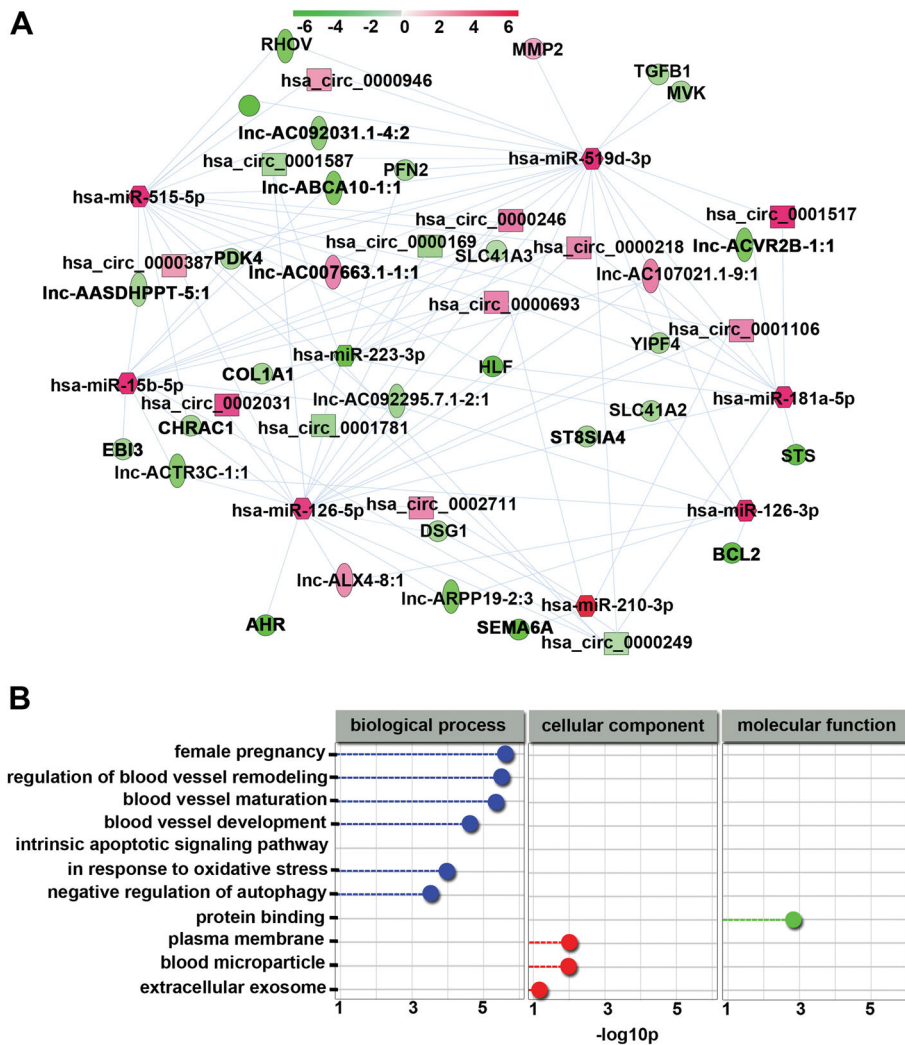 A
-6 -4 -2 0 2 4 6
RHOV
MMP2
hsa_circ_0000946
TGFB1
MVK
lnc-AC092031.1-4:2
hsa_circ_0001587
PFN2
hsa-miR-519d-3p
lnc-ABCA10-1:1
hsa-miR-515-5p
hsa_circ_0000246
hsa_circ_0001517
hsa_circ_0000169
hsa_circ_0000218
lnc-ACVR2B-1:1
SLC41A3
PDK4
hsa_circ_0000387
lnc-AC007663.1-1:1
lnc-AC107021.1-9:1
lnc-AASDHPPT-5:1
hsa_circ_0000693
hsa_circ_0001106
YIPF4
hsa-miR-223-3p
HLF
COL1A1
hsa-miR-15b-5p
hsa-miR-181a-5p
lnc-AC092295.7.1-2:1
hsa_circ_0002031
SLC41A2
CHRAC1
hsa_circ_0001781
ST8SIA4
EBI3
STS
lnc-ACTR3C-1:1
hsa_circ_0002711
hsa-miR-126-5p
hsa-miR-126-3p
DSG1
BCL2
lnc-ALX4-8:1
lnc-ARPP19-2:3
hsa-miR-210-3p
AHR
SEMA6A
hsa_circ_0000249
B
biological process cellular component molecular function
female pregnancy
regulation of blood vessel remodeling
blood vessel maturation
blood vessel development
intrinsic apoptotic signaling pathway
in response to oxidative stress
negative regulation of autophagy
protein binding
plasma membrane
blood microparticle
extracellular exosome
1 3 5 1 3 5 1 3 5
-log10p